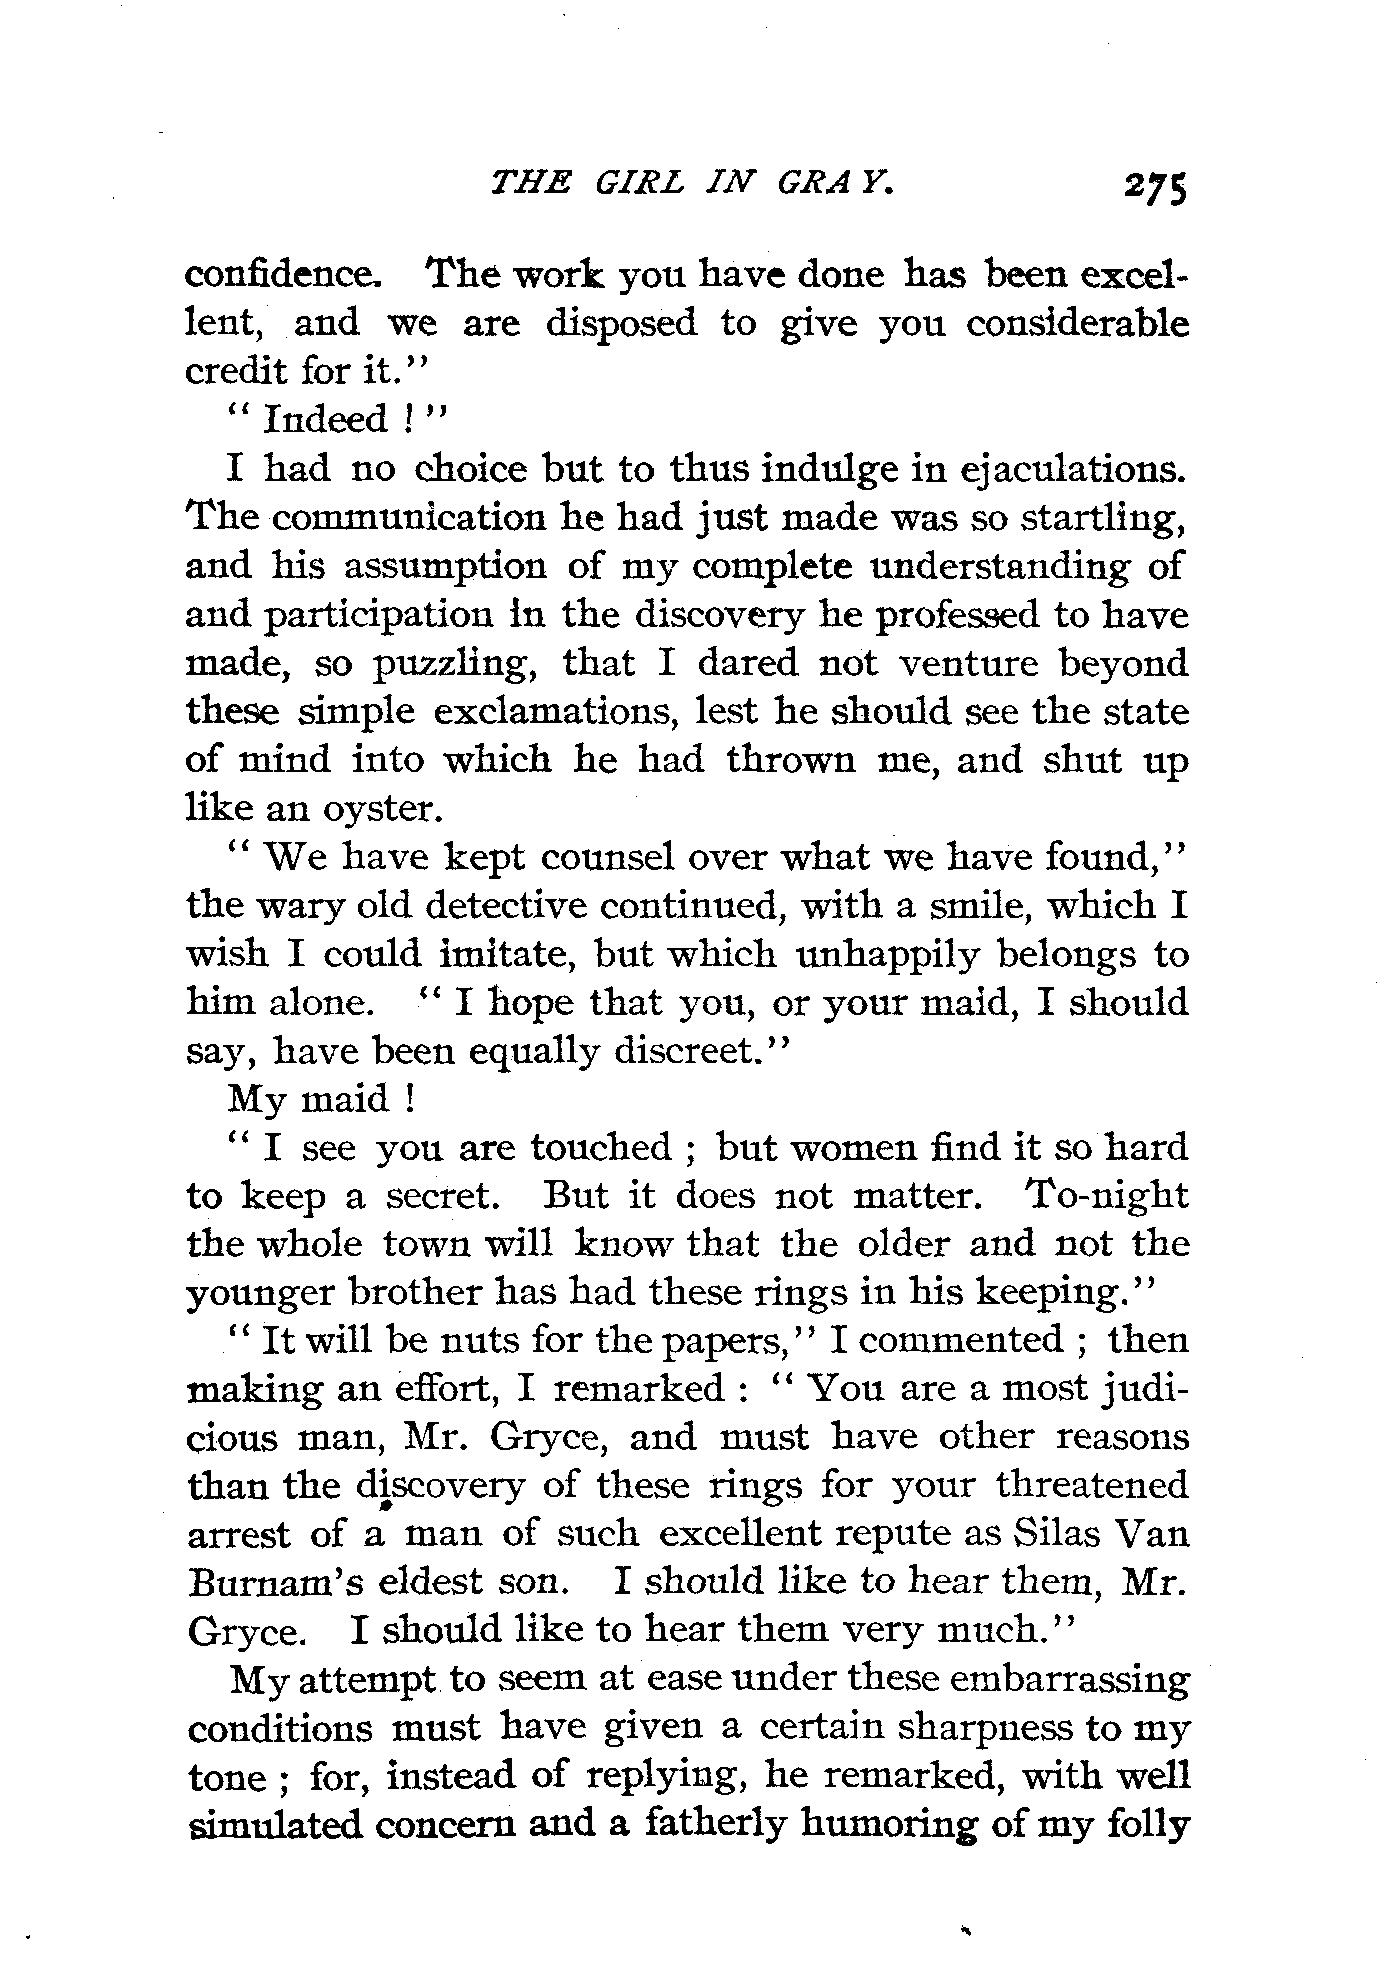 THE GIRL IN GRAY. 275
confidence. The work you have done has been excel-
lent, and we are disposed to give you considerable
credit for it."
" Indeed ! "
I had no choice but to thus indulge in ejaculations.
The communication he had just made was so startling,
and his assumption of my complete understanding of
and participation in the discovery he professed to have
made, so puzzling, that I dared not venture beyond
these simple exclamations, lest he should see the state
of mind into which he had thrown me, and shut up
like an oyster.
" We have kept counsel over what we have found,"
the wary old detective continued, with a smile, which I
wish I could imitate, but which unhappily belongs to
him alone. " I hope that you, or your maid, I should
say, have been equally discreet."
My maid !
" I see you are touched ; but women find it so hard
to keep a secret. But it does not matter. To-night
the whole town will know that the older and not the
younger brother has had these rings in his keeping."
" It will be nuts for the papers," I commented ; then
making an effort, I remarked : " You are a most judi-
cious man, Mr. Gryce, and must have other reasons
than the discovery of these rings for your threatened
arrest of a man of such excellent repute as Silas Van
Burnam's eldest son. I should like to hear them, Mr.
Gryce. I should like to hear them very much."
My attempt to seem at ease under these embarrassing
conditions must have given a certain sharpness to my
tone ; for, instead of replying, he remarked, with well
simulated concern and a fatherly humoring of my folly